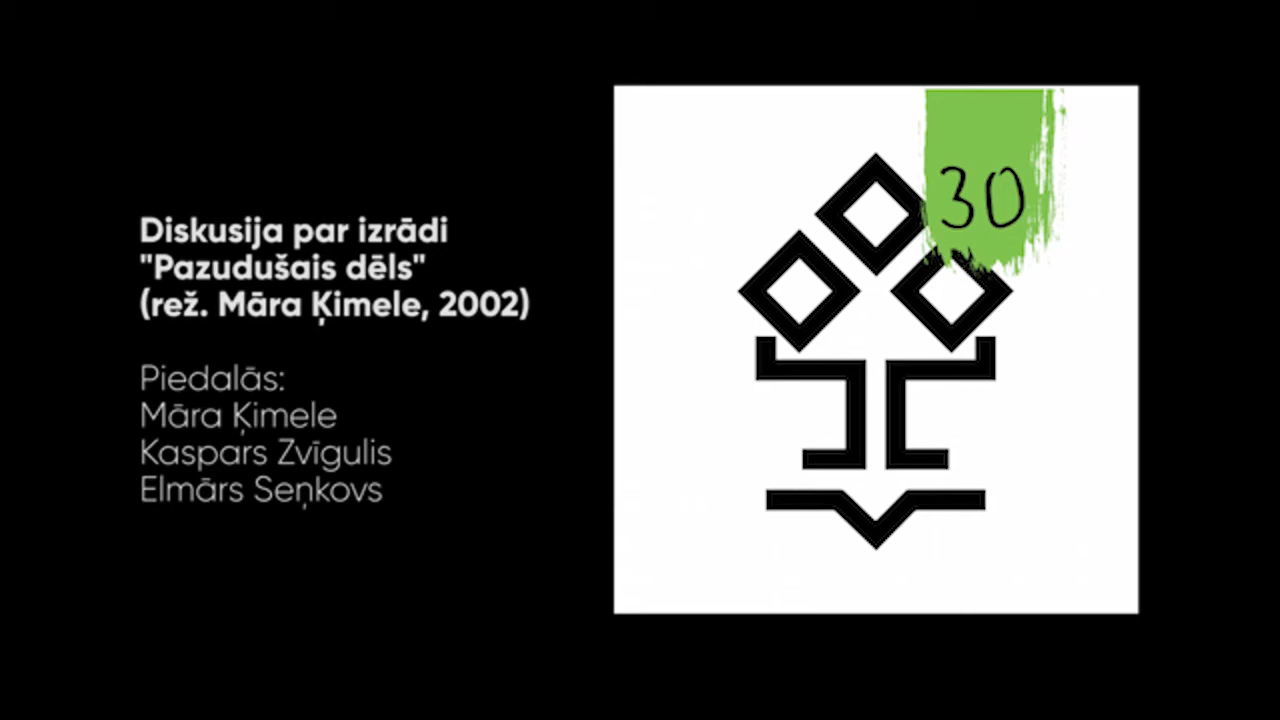 Diskusija par izrādi
"Pazudušais dēls"
(rež. Māra Ķimele, 2002)
Piedalās:
Māra Ķimele
Kaspars Zvīgulis
Elmārs Seņkovs
30